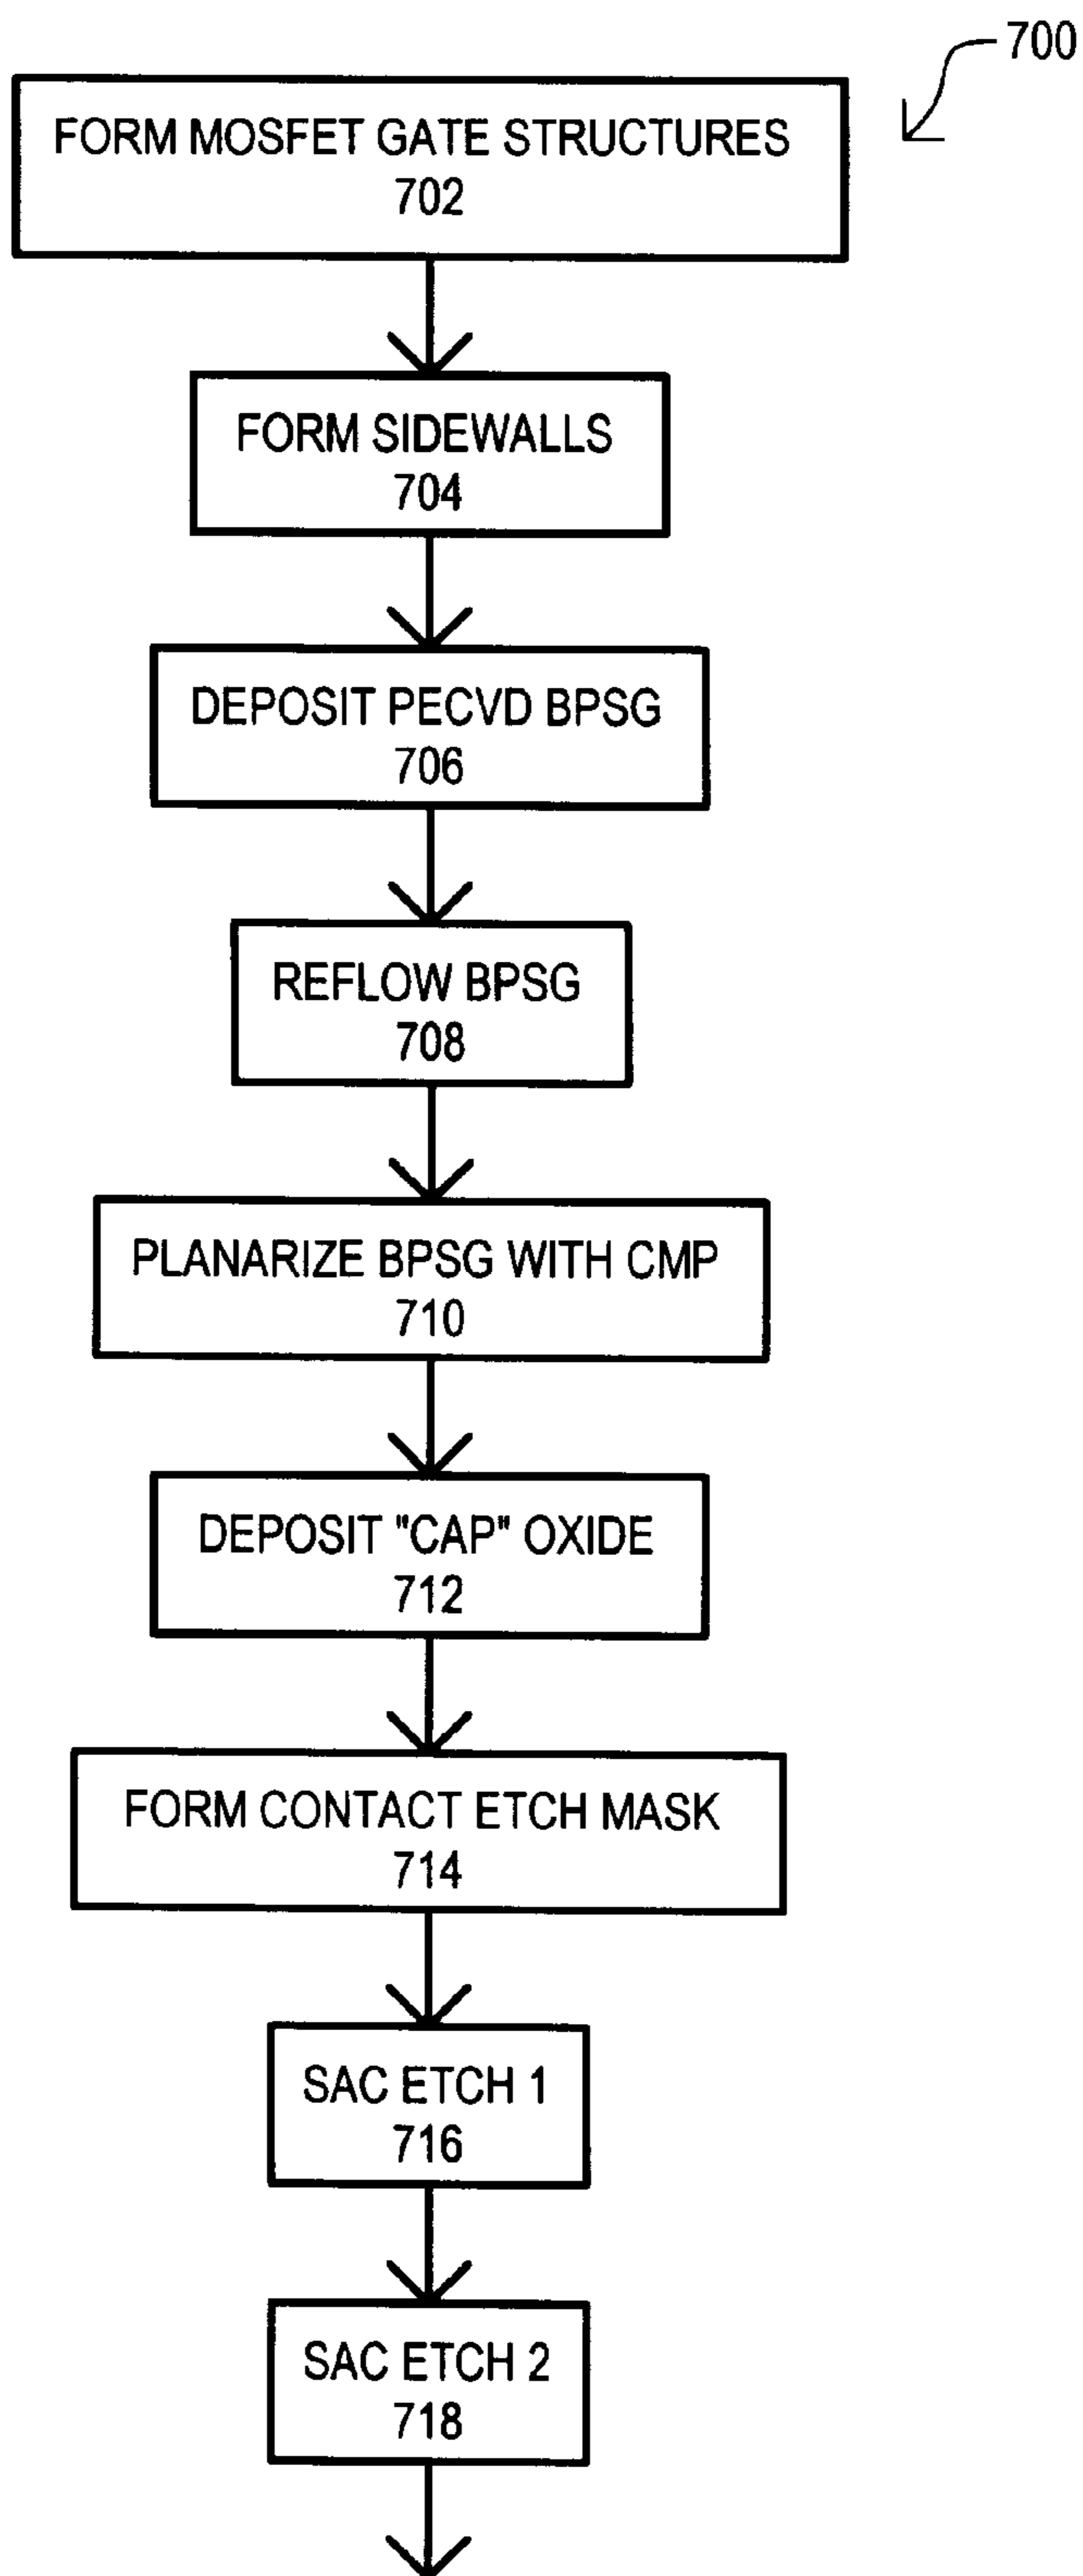 700
FORM MOSFET GATE STRUCTURES
702
FORM SIDEWALLS
704
DEPOSIT PECVD BPSG
706
REFLOW BPSG
708
PLANARIZE BPSG WITH CMP
710
DEPOSIT "CAP" OXIDE
712
FORM CONTACT ETCH MASK
714
SAC ETCH 1
716
SAC ETCH 2
718